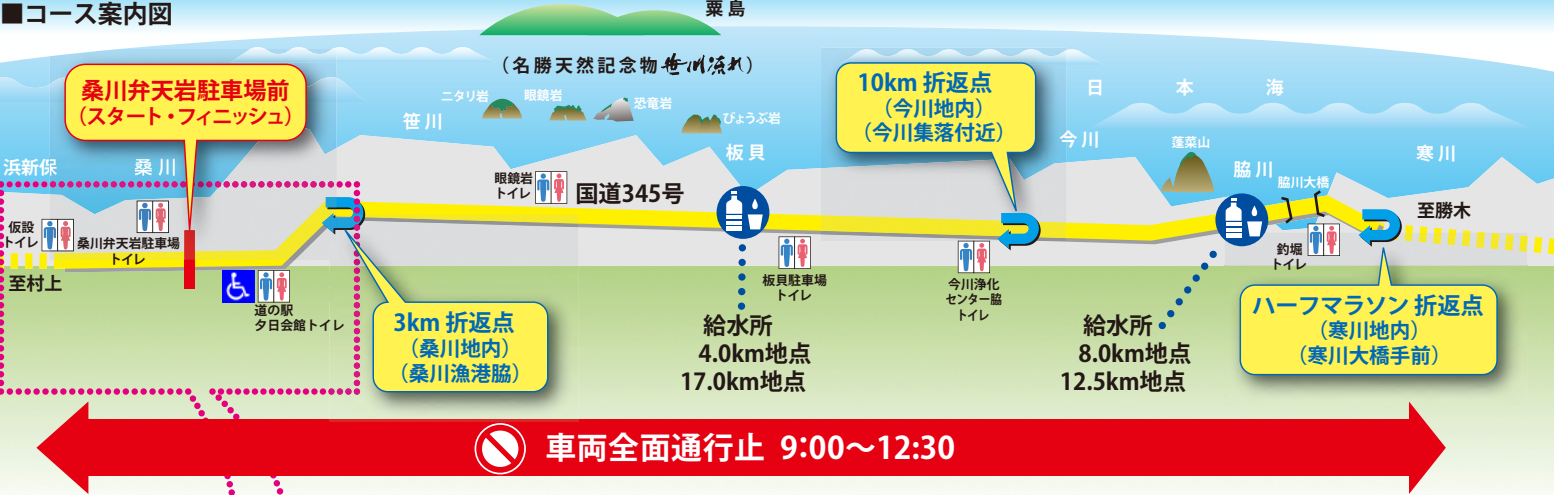 ■コース案内図
粟島
(名勝天然記念物笹川流れ)
桑川弁天岩駐車場前
(スタート・フィニッシュ)
10km 折返点
(今川地内)
(今川集落付近)
日本海
ニタリ岩
眼鏡岩
恐竜岩
びょうぶ岩
笹川
板貝
今川
蓬莱山
脇川
脇川大橋
寒川
浜新保
桑川
眼鏡岩
トイレ
国道345号
至勝木
仮設
トイレ
桑川弁天岩駐車場
トイレ
至村上
道の駅
夕日会館トイレ
板貝駐車場
トイレ
今川浄化
センター脇
トイレ
釣堀
トイレ
3km 折返点
(桑川地内)
(桑川漁港脇)
給水所
4.0km地点
17.0km地点
給水所
8.0km地点
12.5km地点
ハーフマラソン 折返点
(寒川地内)
(寒川大橋手前)
車両全面通行止 9:00～12:30